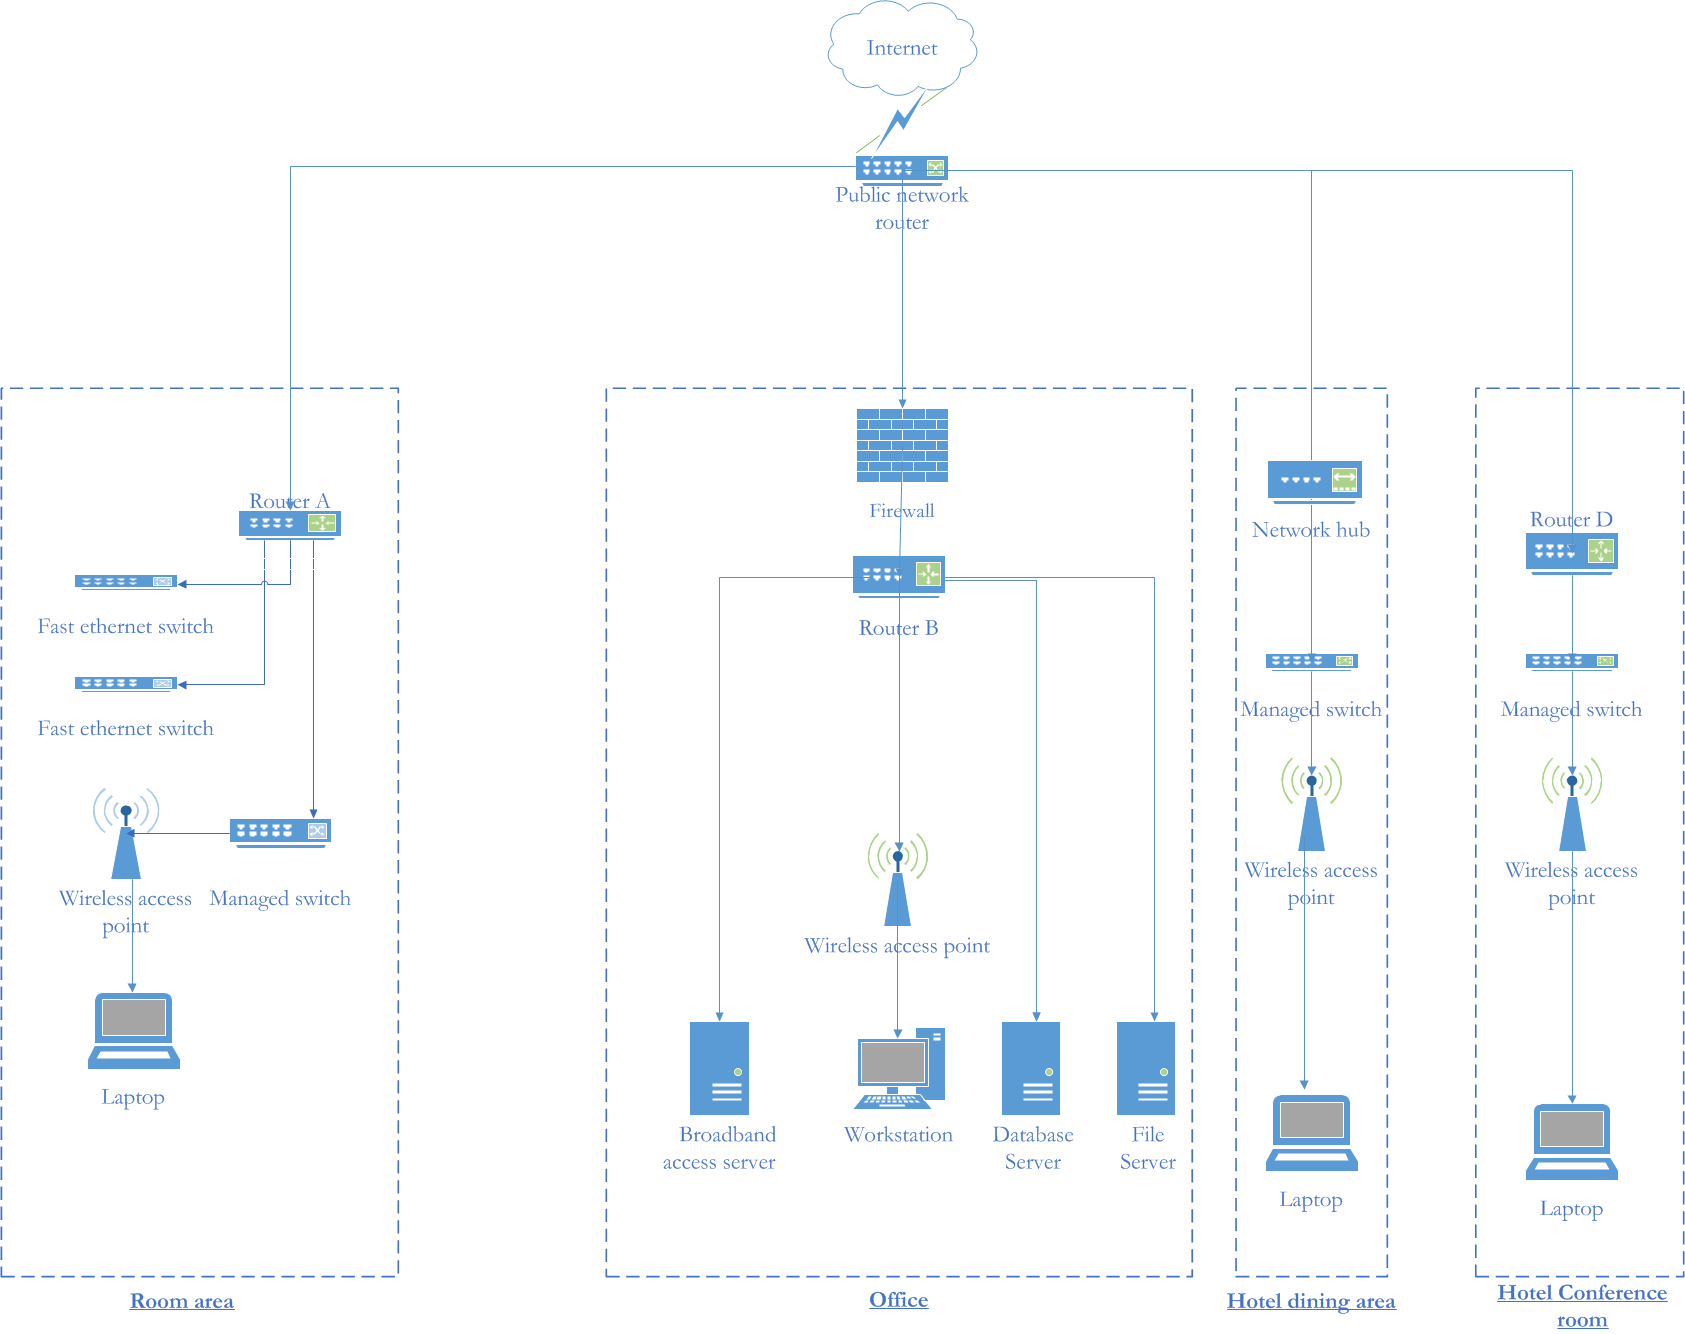 Internet
Public network
router
Router A
Fast ethernet switch
Fast ethernet switch
Wireless access
point
Managed switch
Laptop
Room area
Firewall
Router B
Wireless access point
Broadband
access server
Workstation
Database
Server
File
Server
Office
Network hub
Managed switch
Wireless access
point
Laptop
Hotel dining area
Router D
Managed switch
Wireless access
point
Laptop
Hotel Conference
room